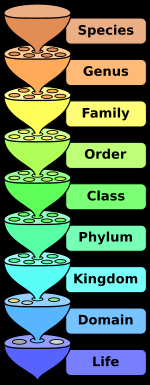 Species
Genus
Family
Order
Class
Phylum
Kingdom
Domain
Life